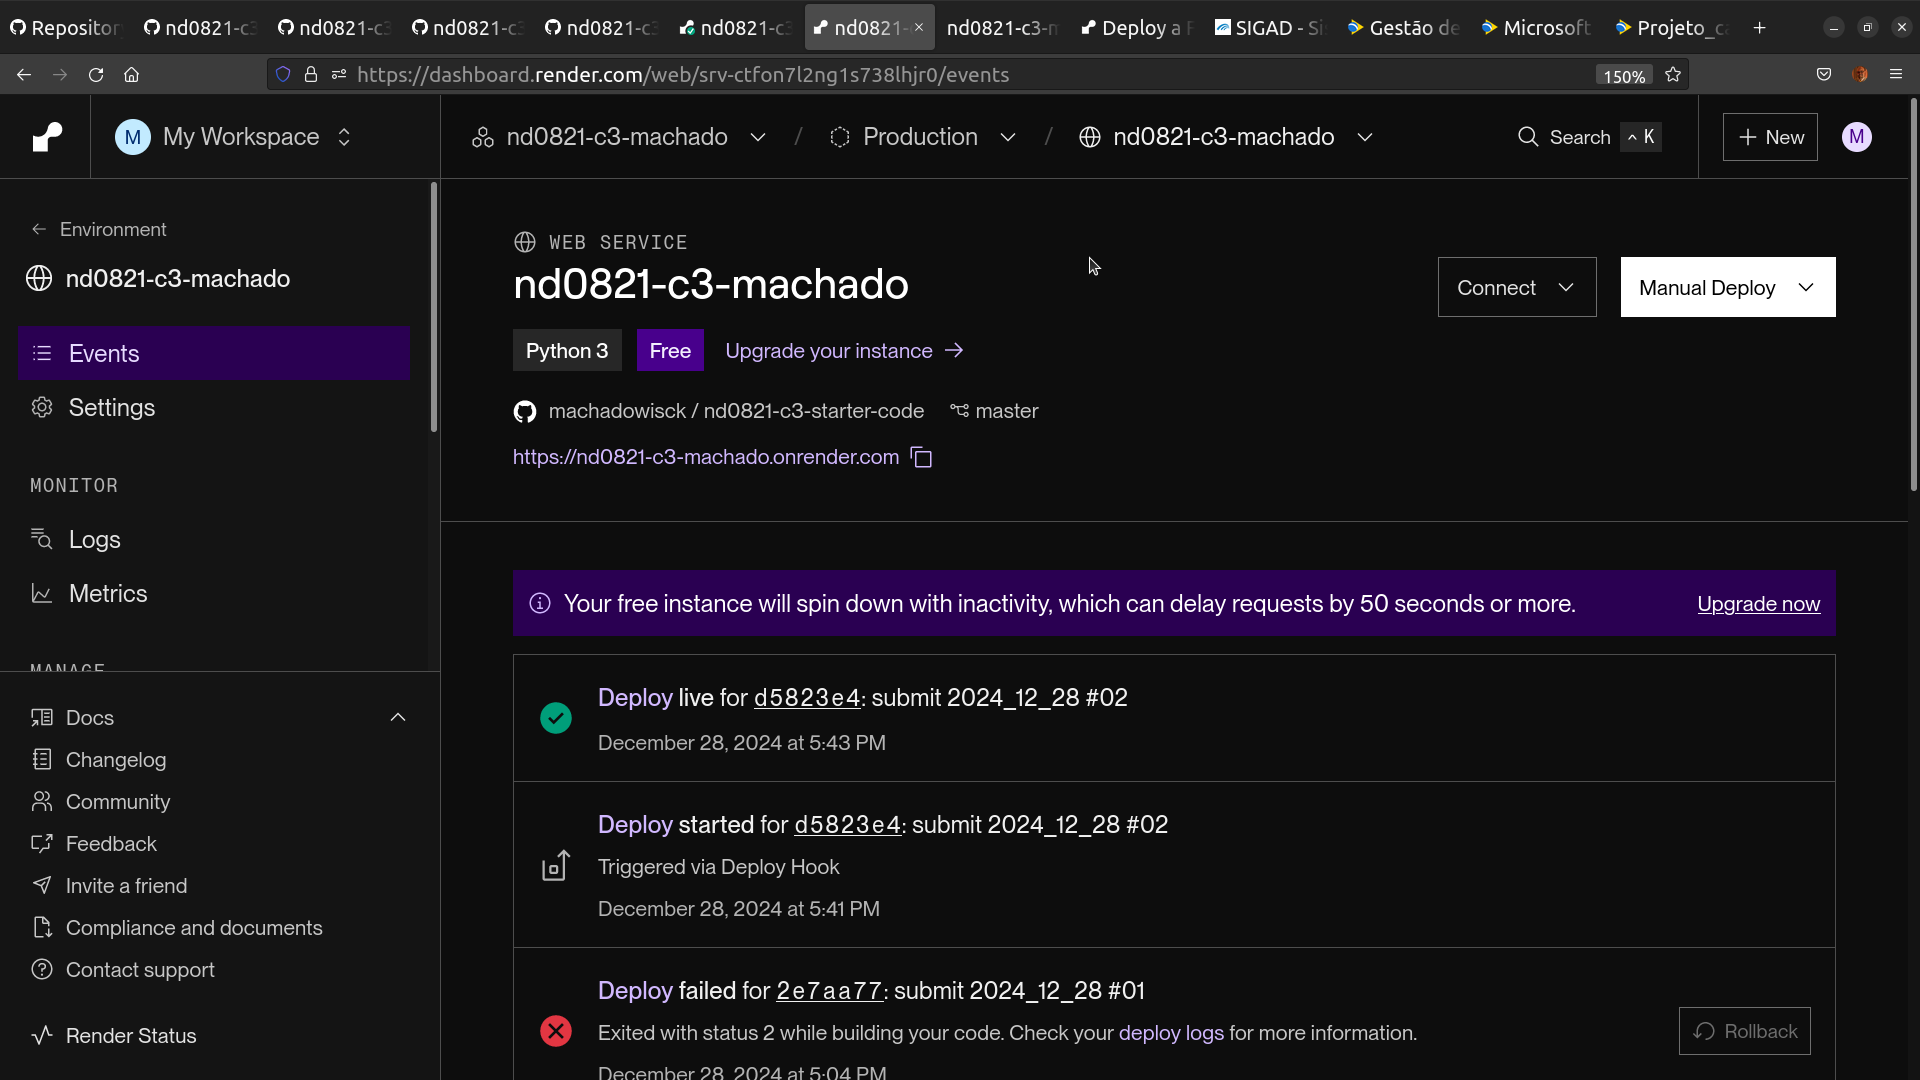 Repositor
nd0821-c3
nd0821-c3
nd0821-c3
nd0821-c3
nd0821-c3
nd0821-
nd0821-c3-m
Deploy a F
SIGAD - Si
Gestão de
Microsoft
Projeto_ca
https://dashboard.render.com/web/srv-ctfon7l2ng1s738lhjr0/events
150%
M My Workspace
nd0821-c3-machado / Production / nd0821-c3-machado
Search ^ K
+ New
M
Environment
nd0821-c3-machado
Events
Settings
MONITOR
Logs
Metrics
MANAGE
Docs
Changelog
Community
Feedback
Invite a friend
Compliance and documents
Contact support
Render Status
WEB SERVICE
nd0821-c3-machado
Connect
Manual Deploy
Python 3 Free Upgrade your instance
machadowisck / nd0821-c3-starter-code master
https://nd0821-c3-machado.onrender.com
Your free instance will spin down with inactivity, which can delay requests by 50 seconds or more. Upgrade now
Deploy live for d5823e4: submit 2024_12_28 #02
December 28, 2024 at 5:43 PM
Deploy started for d5823e4: submit 2024_12_28 #02
Triggered via Deploy Hook
December 28, 2024 at 5:41 PM
Deploy failed for 2e7aa77: submit 2024_12_28 #01
Exited with status 2 while building your code. Check your deploy logs for more information.
Rollback
December 28, 2024 at 5:04 PM